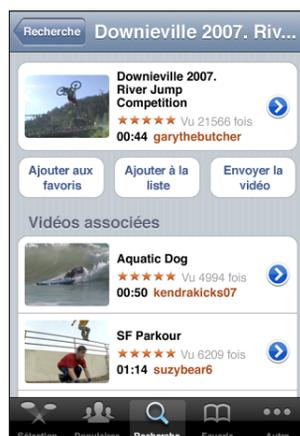 Recherche
Downieville 2007. Riv...
Downieville 2007.
River Jump
Competition
★★★★★ Vu 21566 fois
00:44 garythebutcher
Ajouter aux
favoris
Ajouter à la
liste
Envoyer la
vidéo
Vidéos associées
Aquatic Dog
★★★★★ Vu 4994 fois
00:50 kendrakicks07
SF Parkour
★★★★★ Vu 6209 fois
01:14 suzybear6
Sélection
Populaires
Recherche
Favoris
Autres